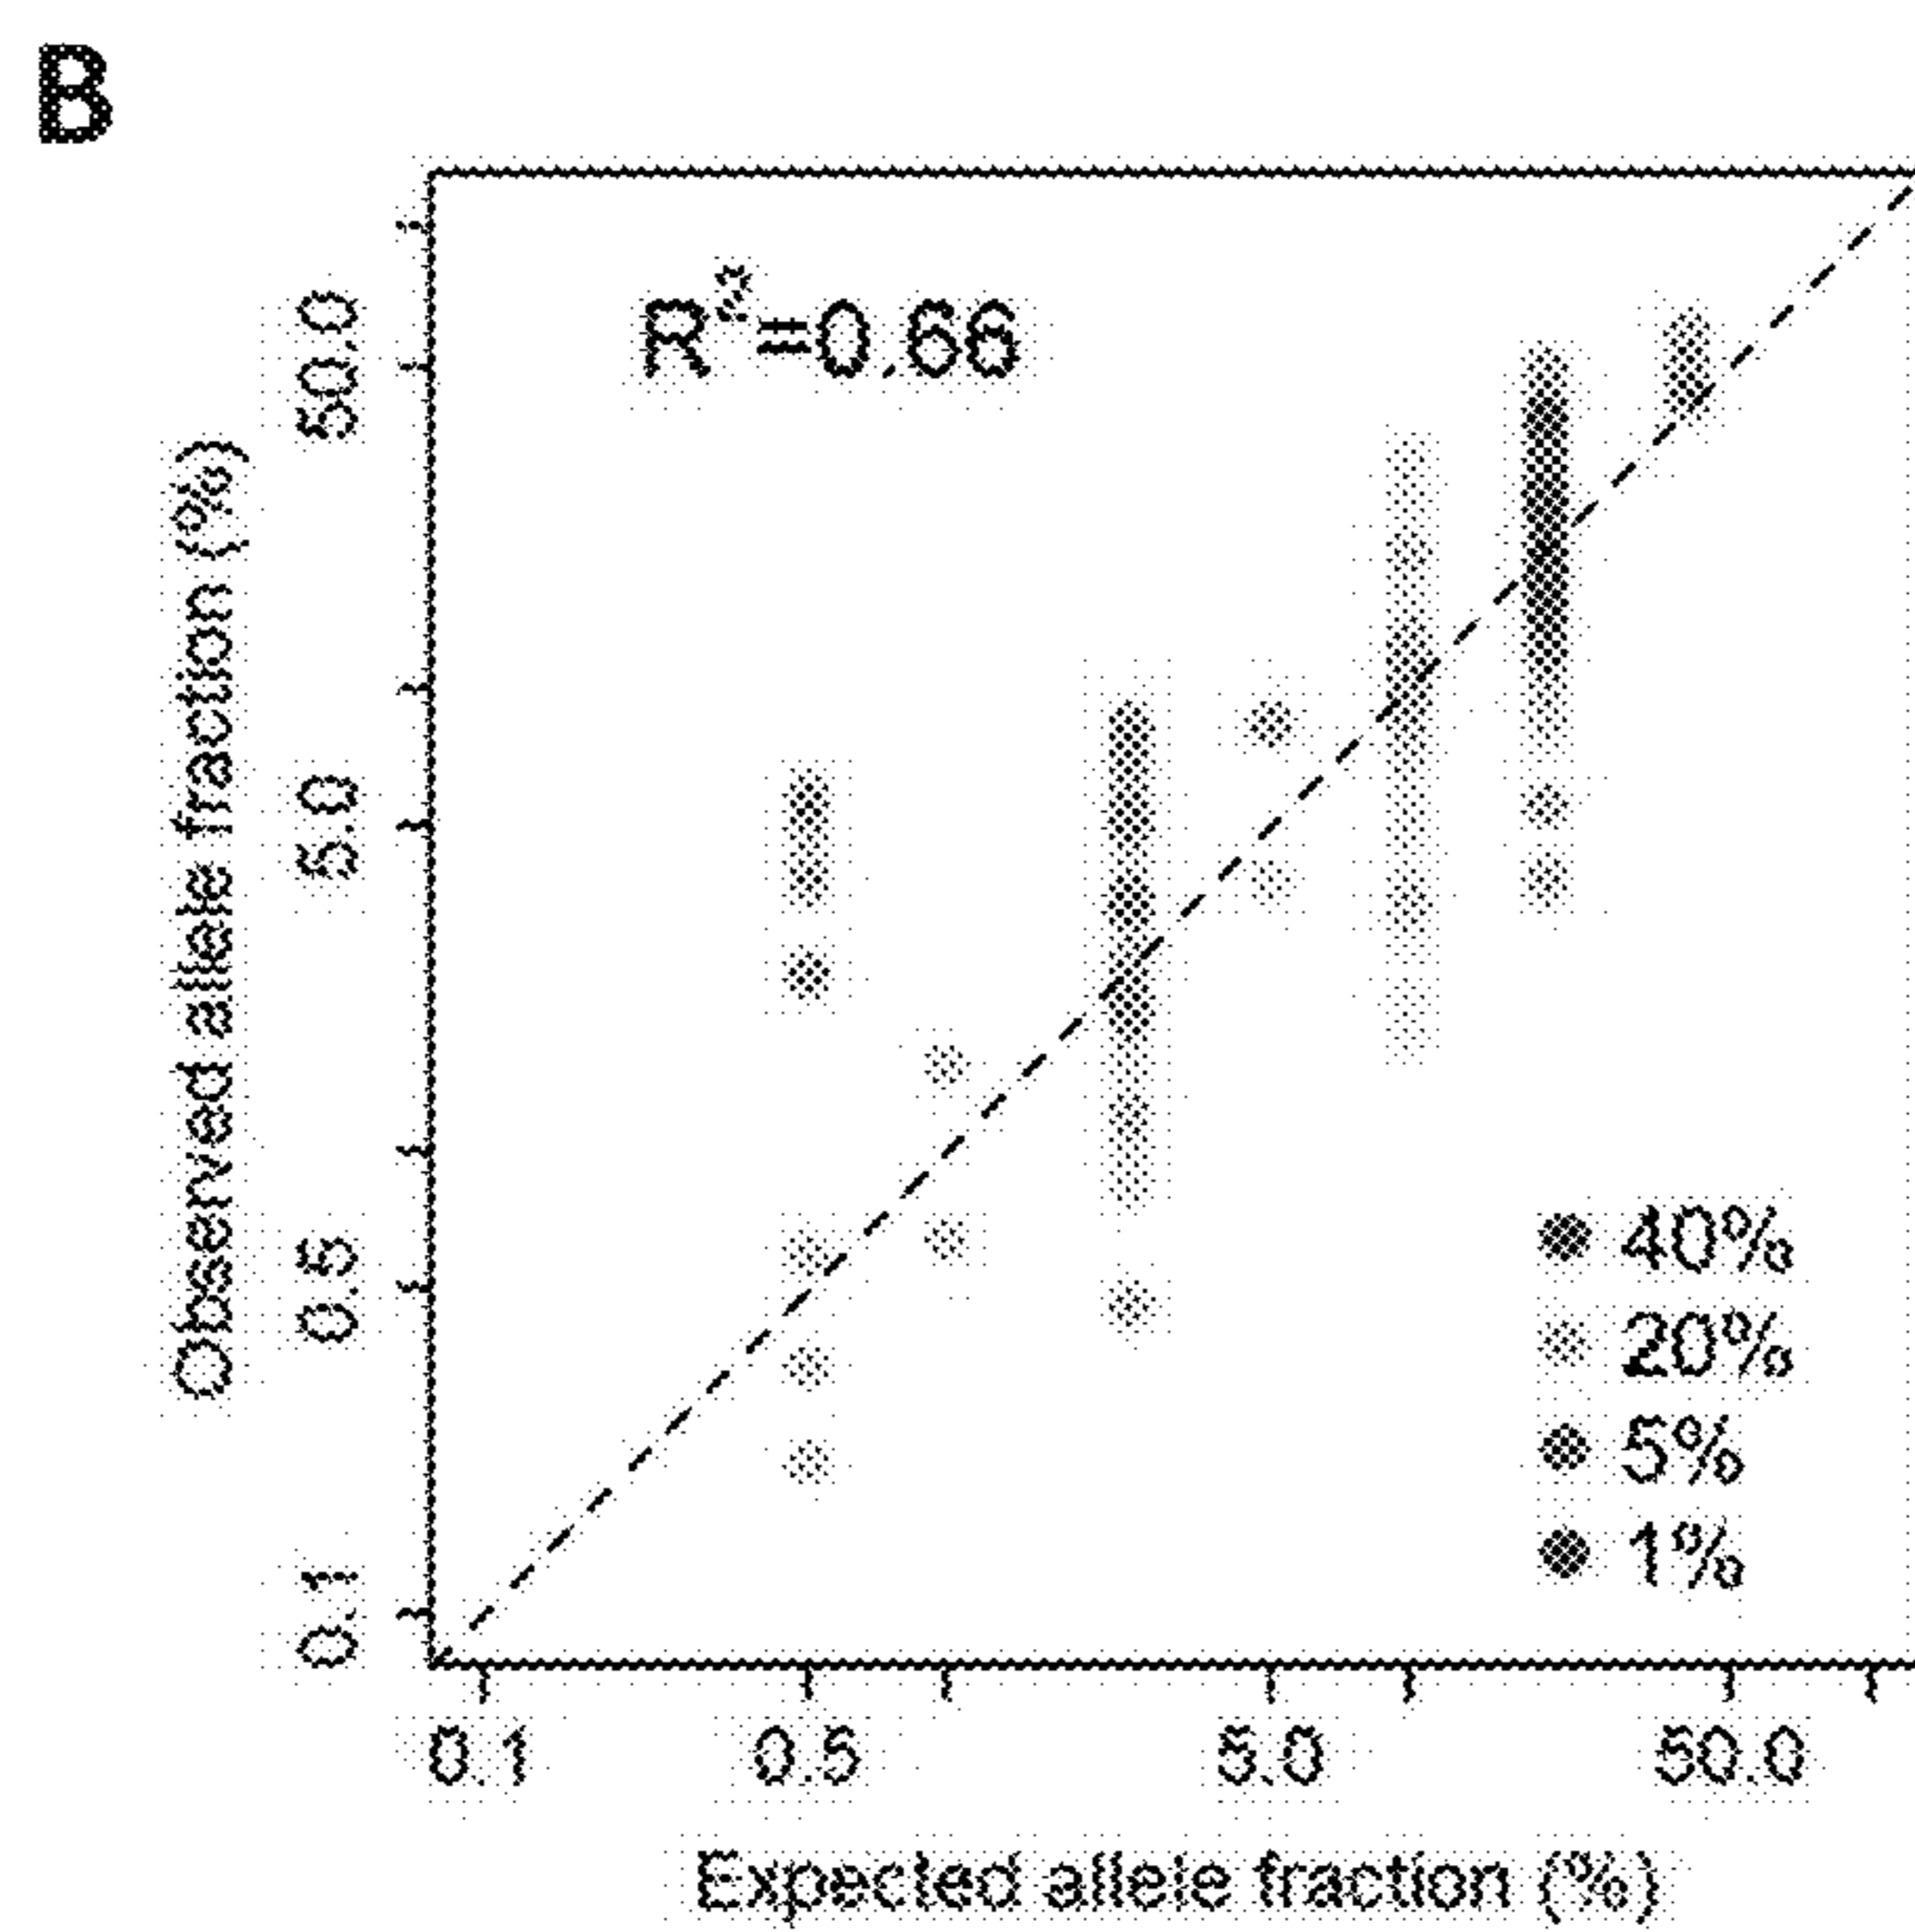 B
R²=0.66
Observed allele fraction (%)
50.0
5.0
0.5
0.1
40%
20%
5%
1%
0.1 0.5 5.0 50.0
Expected allele fraction (%)